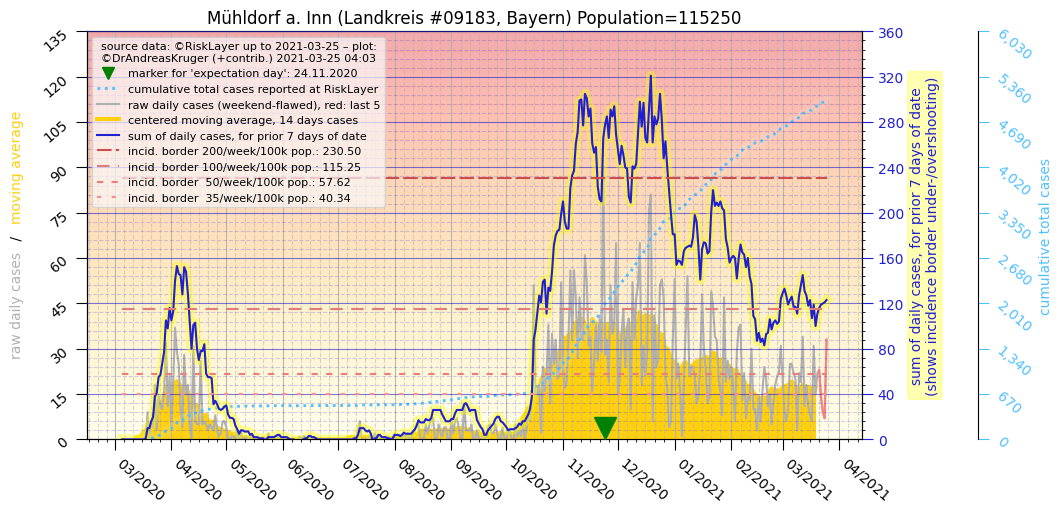 Mühldorf a. Inn (Landkreis #09183, Bayern) Population=115250
source data: ©RiskLayer up to 2021-03-25 – plot:
©DrAndreasKruger (+contrib.) 2021-03-25 04:03
marker for 'expectation day': 24.11.2020
cumulative total cases reported at RiskLayer
raw daily cases (weekend-flawed), red: last 5
centered moving average, 14 days cases
sum of daily cases, for prior 7 days of date
incid. border 200/week/100k pop.: 230.50
incid. border 100/week/100k pop.: 115.25
incid. border  50/week/100k pop.: 57.62
incid. border  35/week/100k pop.: 40.34
raw daily cases  /  moving average
135
120
105
90
75
60
45
30
15
0
03/2020
04/2020
05/2020
06/2020
07/2020
08/2020
09/2020
10/2020
11/2020
12/2020
01/2021
02/2021
03/2021
04/2021
360
320
280
240
200
160
120
80
40
0
sum of daily cases, for prior 7 days of date
(shows incidence border under-/overshooting)
6,030
5,360
4,690
4,020
3,350
2,680
2,010
1,340
670
0
cumulative total cases